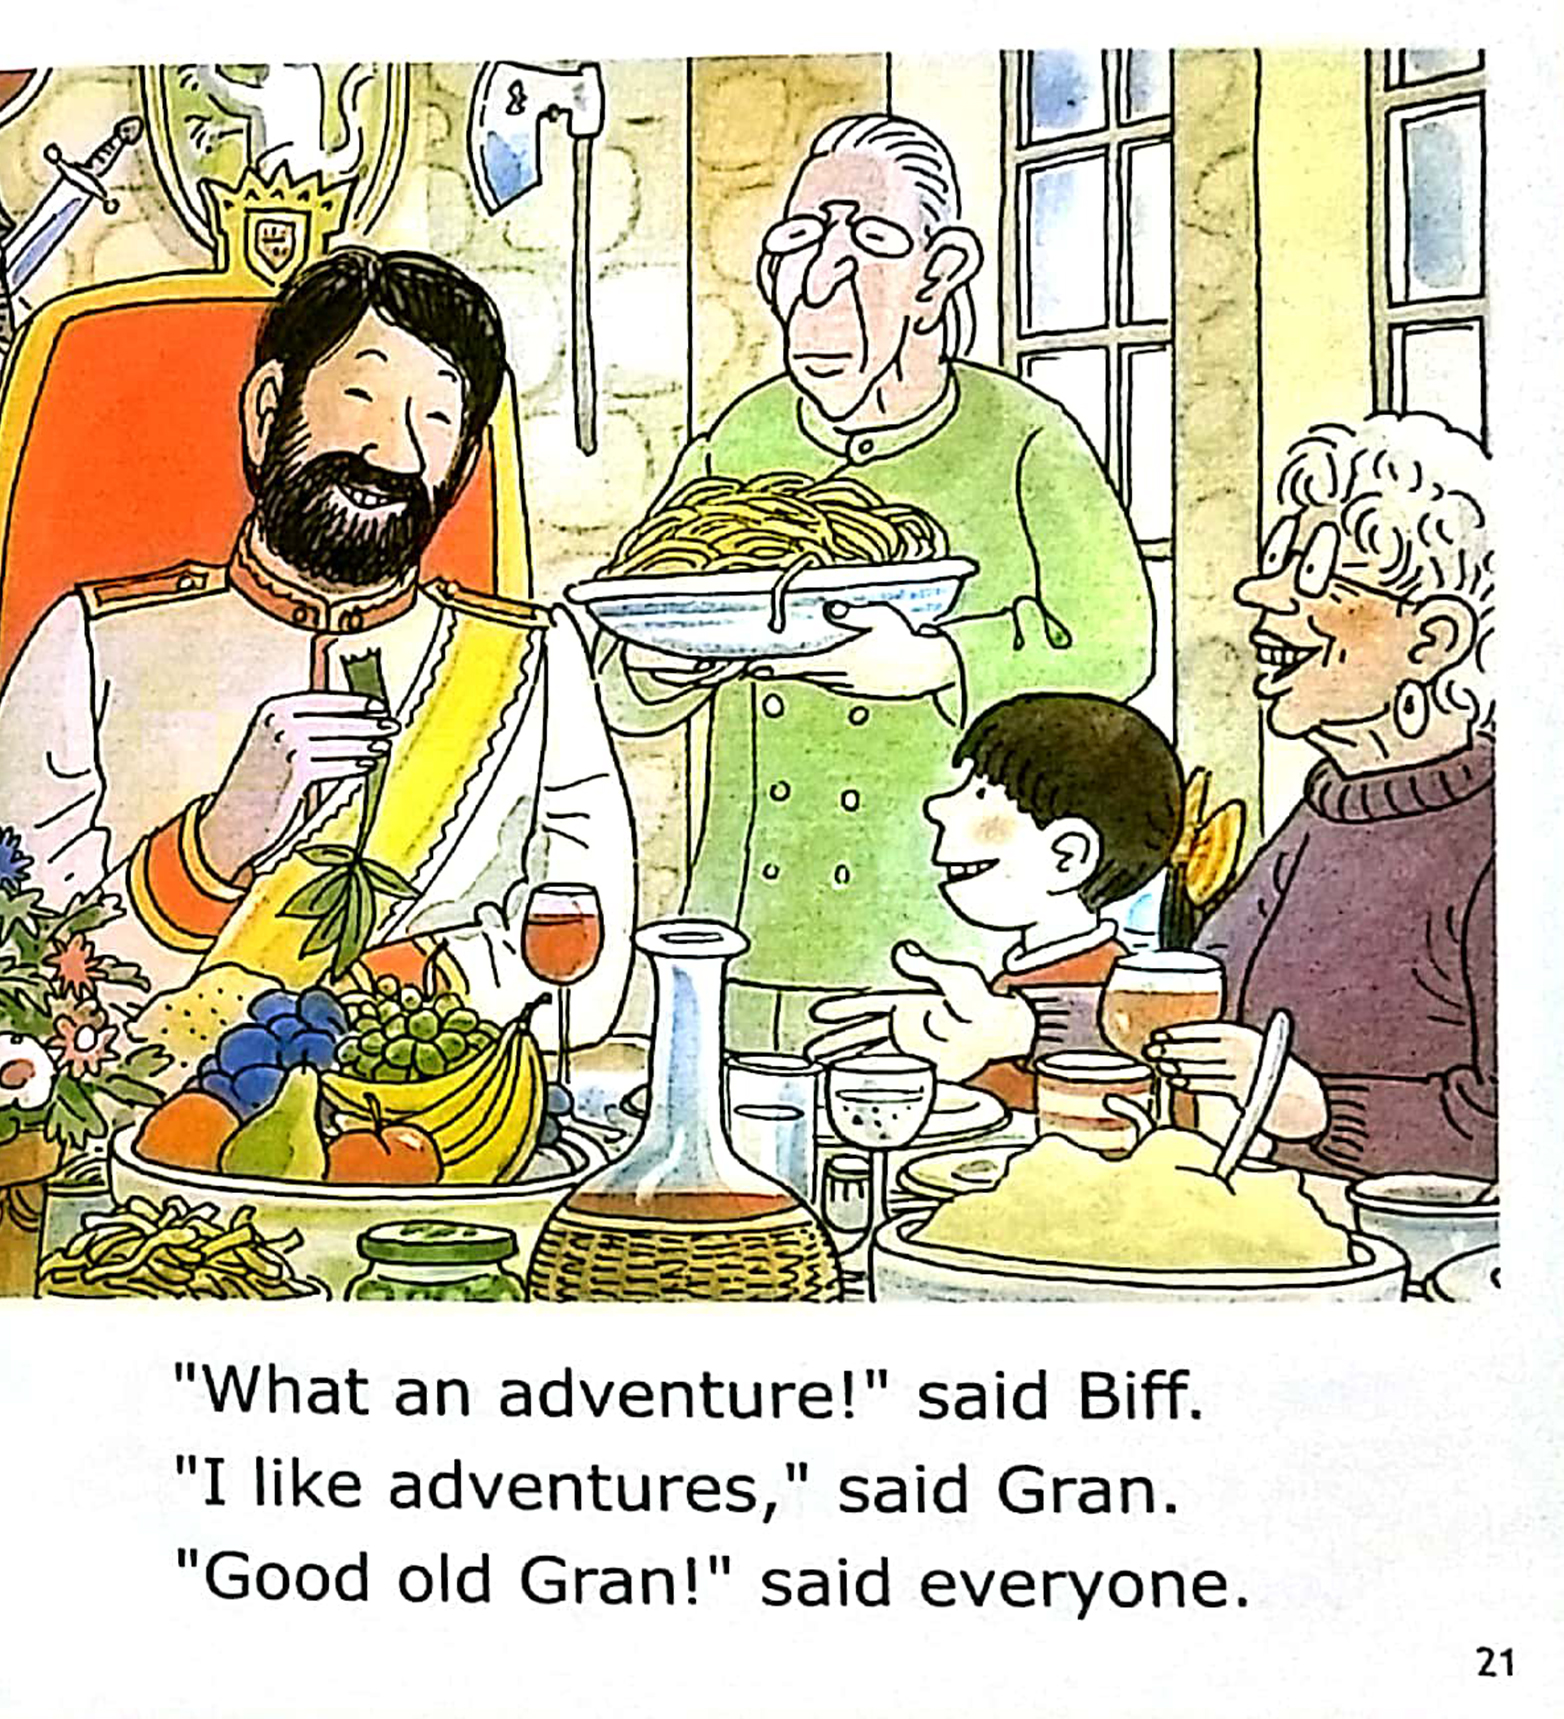 "What an adventure!" said Biff.
"I like adventures," said Gran.
"Good old Gran!" said everyone.
21